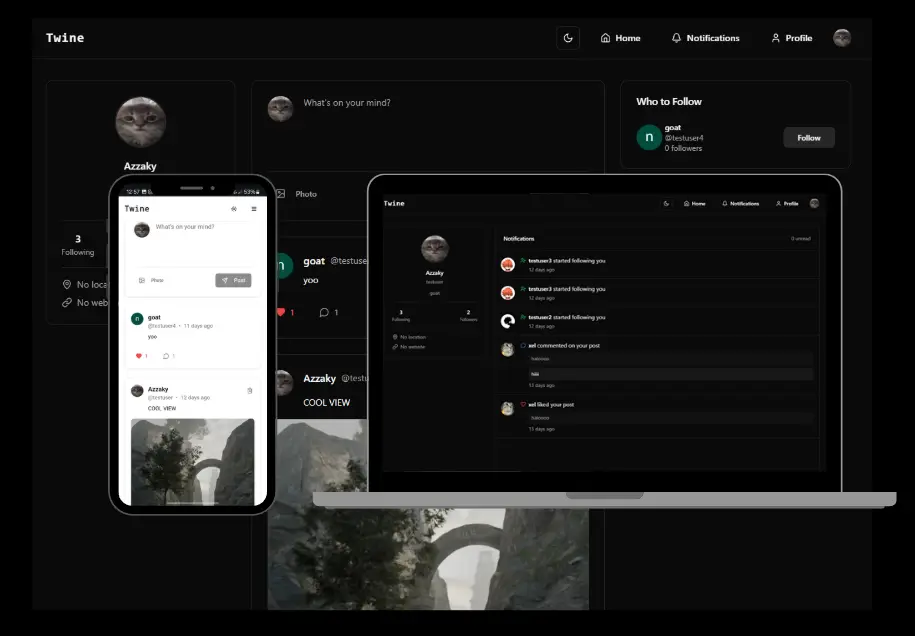 Twine
Home
Notifications
Profile
Azzaky
3
Following
No loca
No web
What's on your mind?
Photo
goat @testuse
yoo
1
1
Azzaky @testu
COOL VIEW
Who to Follow
goat
@testuser4
0 followers
Follow
n
n
12:57
53%
Twine
What's on your mind?
Photo
Post
n
goat
@testuser4 • 11 days ago
yoo
1
1
Azzaky
@testuser • 12 days ago
COOL VIEW
Twine
Home
Notifications
Profile
Azzaky
testuser
goat
3
Following
2
Followers
No location
No website
Notifications
0 unread
testuser3 started following you
12 days ago
testuser3 started following you
12 days ago
testuser2 started following you
12 days ago
xel commented on your post
13 days ago
xel liked your post
13 days ago